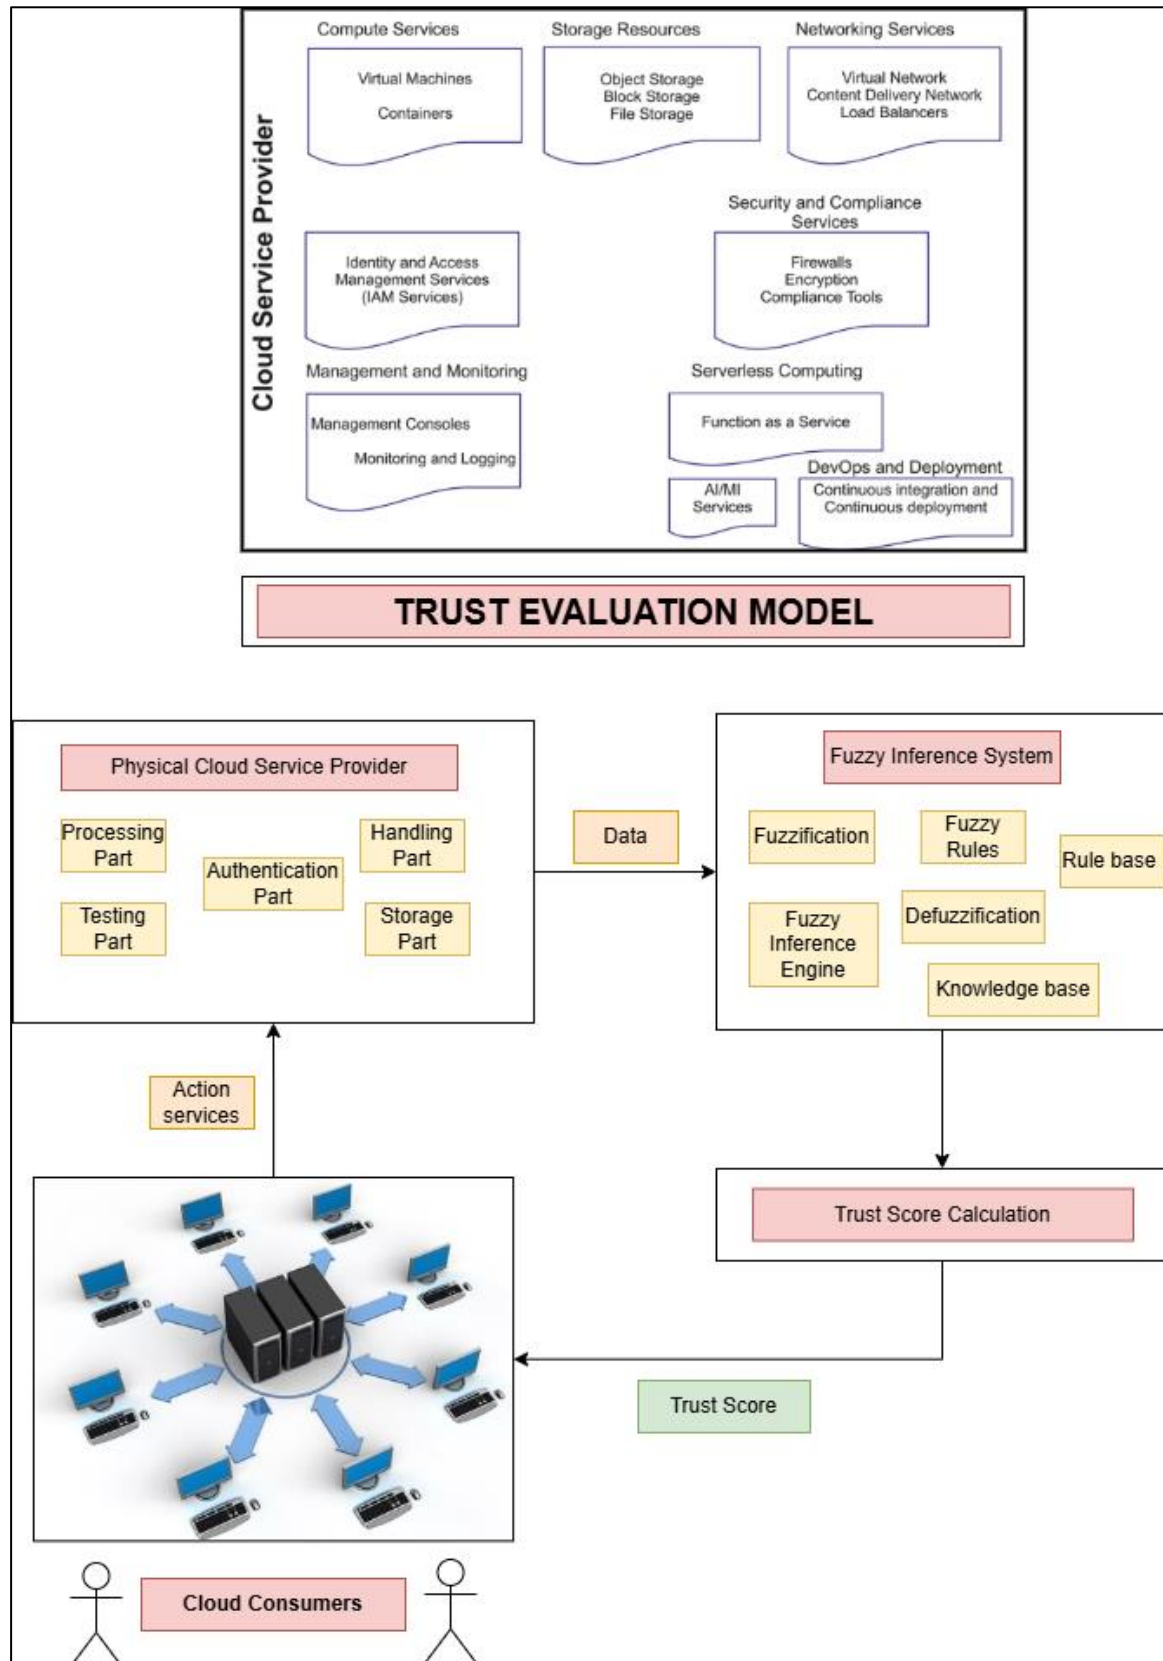 Cloud Service Provider
Compute Services
Virtual Machines
Containers
Storage Resources
Object Storage
Block Storage
File Storage
Networking Services
Virtual Network
Content Delivery Network
Load Balancers
Identity and Access
Management Services
(IAM Services)
Security and Compliance
Services
Firewalls
Encryption
Compliance Tools
Management and Monitoring
Management Consoles
Monitoring and Logging
Serverless Computing
Function as a Service
AI/MI
Services
DevOps and Deployment
Continuous integration and
Continuous deployment
TRUST EVALUATION MODEL
Physical Cloud Service Provider
Processing
Part
Authentication
Part
Handling
Part
Testing
Part
Storage
Part
Data
Fuzzy Inference System
Fuzzification
Fuzzy
Rules
Rule base
Fuzzy
Inference
Engine
Defuzzification
Knowledge base
Action
services
Trust Score Calculation
Trust Score
Cloud Consumers